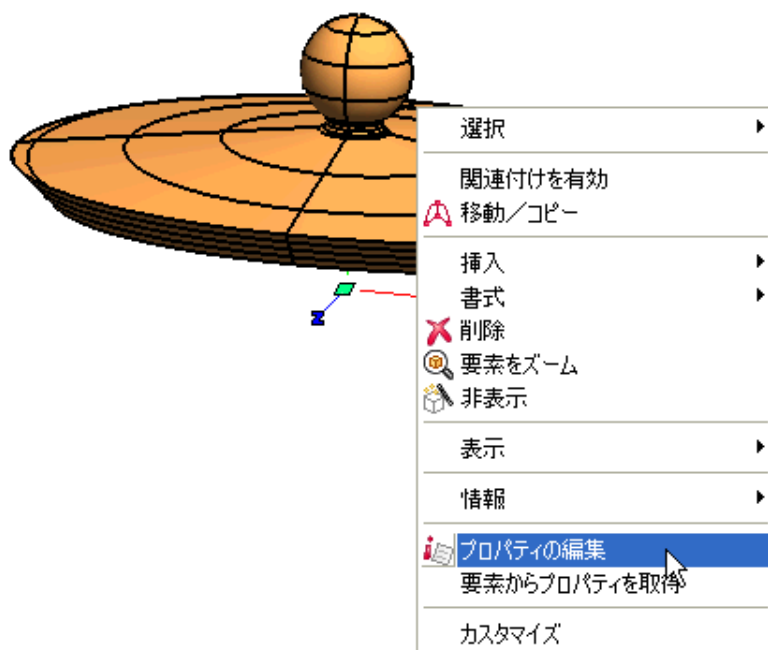 選択
関連付けを有効
移動／コピー
挿入
書式
削除
要素をズーム
非表示
表示
情報
プロパティの編集
要素からプロパティを取得
カスタマイズ
z